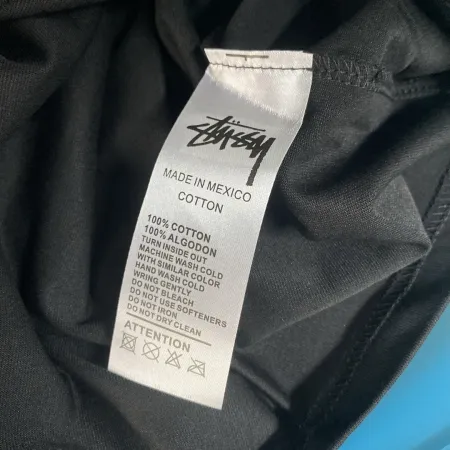 Stüssy
MADE IN MEXICO
COTTON
100% COTTON
100% ALGODON
TURN INSIDE OUT
MACHINE WASH COLD
WITH SIMILAR COLOR
HAND WASH COLD
WRING GENTLY
DO NOT BLEACH
DO NOT USE SOFTENERS
DO NOT IRON
DO NOT DRY CLEAN
ATTENTION